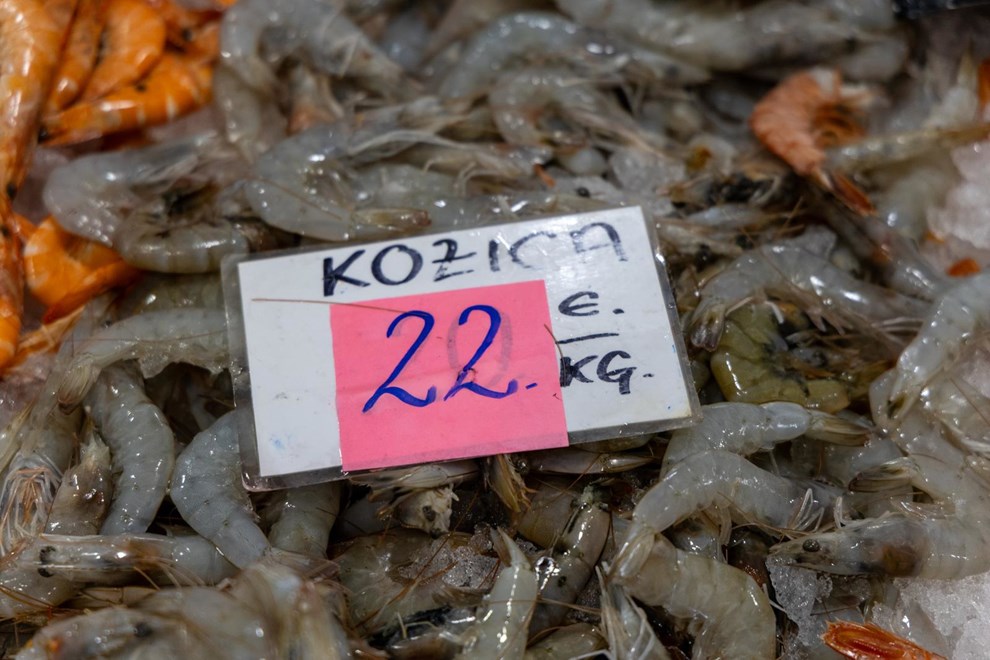 KOZICA
22.
€.
KG.